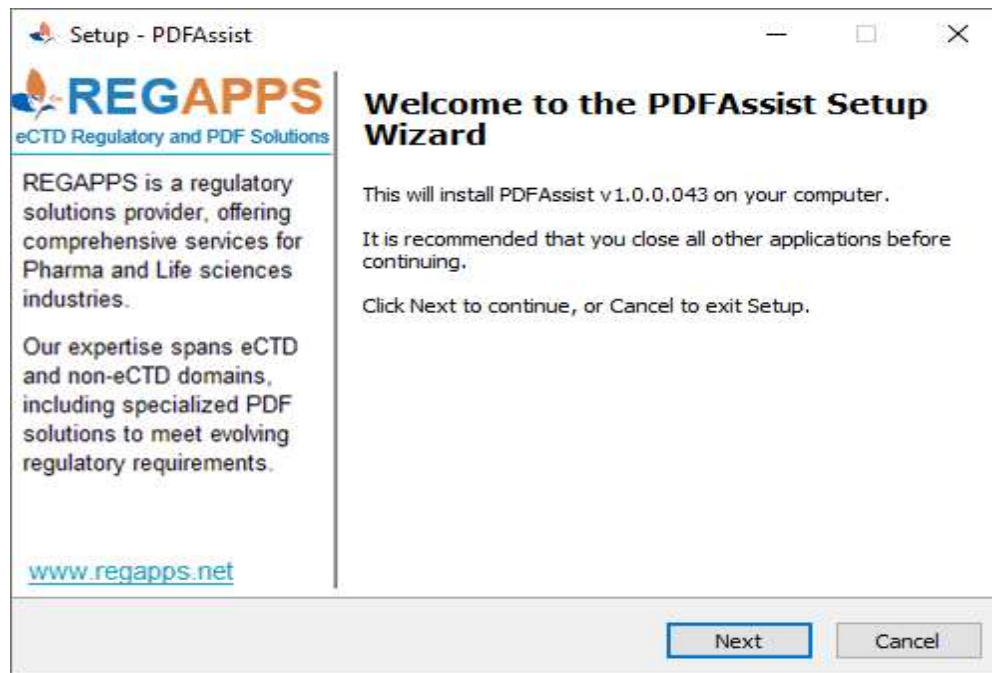 Setup - PDFAssist
REGAPPS
eCTD Regulatory and PDF Solutions
REGAPPS is a regulatory
solutions provider, offering
comprehensive services for
Pharma and Life sciences
industries.
Our expertise spans eCTD
and non-eCTD domains,
including specialized PDF
solutions to meet evolving
regulatory requirements.
www.regapps.net
Welcome to the PDFAssist Setup
Wizard
This will install PDFAssist v1.0.0.043 on your computer.
It is recommended that you close all other applications before
continuing.
Click Next to continue, or Cancel to exit Setup.
Next
Cancel